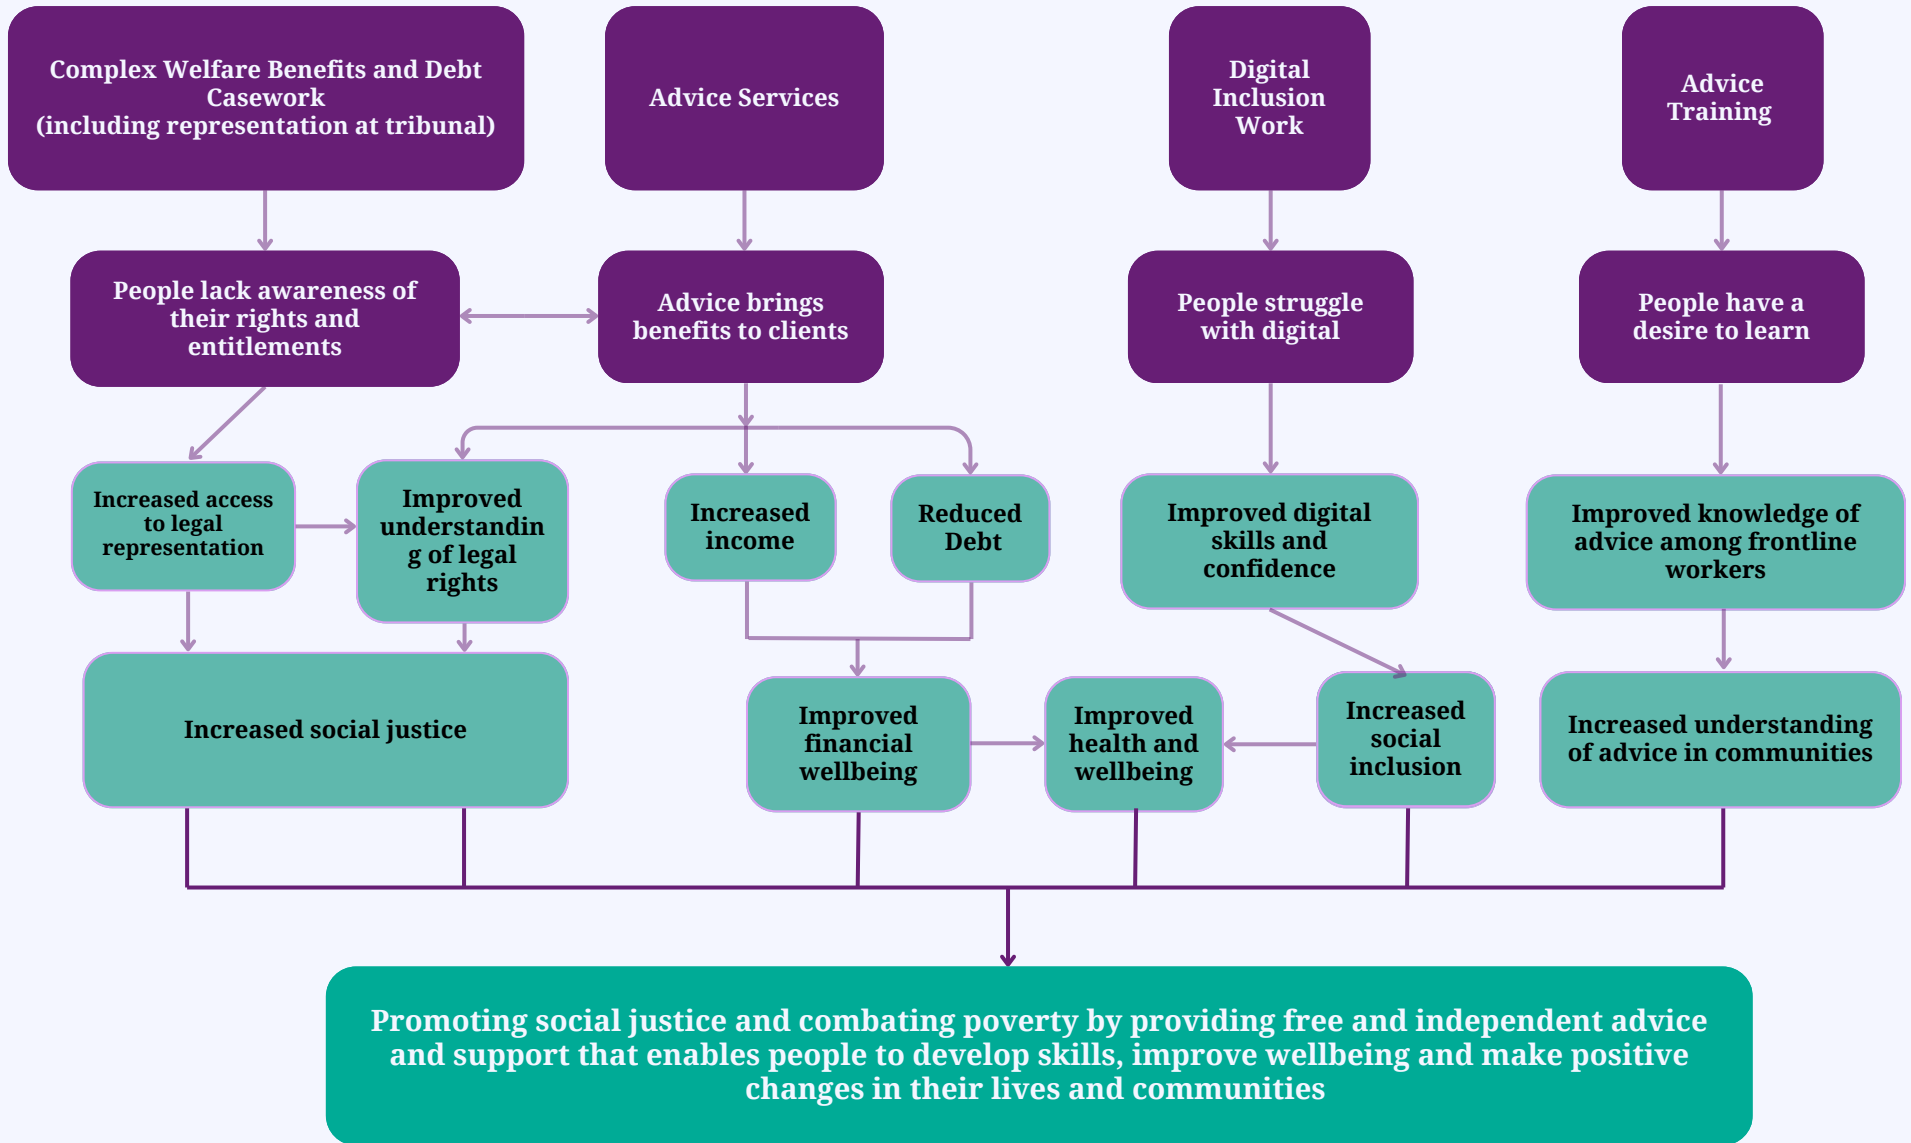 Complex Welfare Benefits and Debt
Casework
(including representation at tribunal)
Advice Services
Digital
Inclusion
Work
Advice
Training
People lack awareness of
their rights and
entitlements
Advice brings
benefits to clients
People struggle
with digital
People have a
desire to learn
Increased access
to legal
representation
Improved
understandin
g of legal
rights
Increased
income
Reduced
Debt
Improved digital
skills and
confidence
Improved knowledge of
advice among frontline
workers
Increased social justice
Improved
financial
wellbeing
Improved
health and
wellbeing
Increased
social
inclusion
Increased understanding
of advice in communities
Promoting social justice and combating poverty by providing free and independent advice
and support that enables people to develop skills, improve wellbeing and make positive
changes in their lives and communities